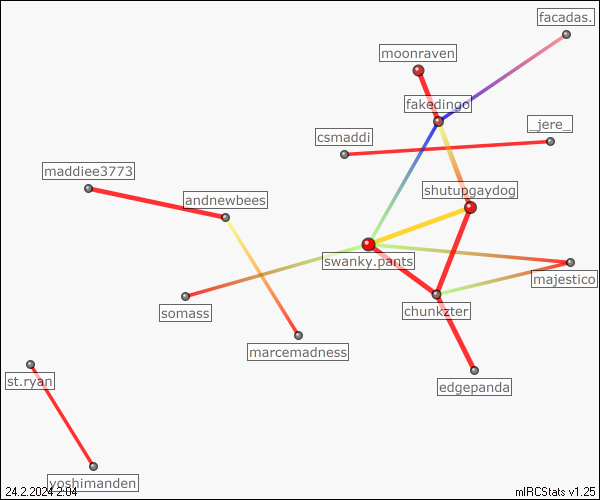 facadas.
moonraven
fakedingo
_jere_
csmaddi
maddiee3773
shutupgaydog
andnewbees
swanky.pants
majestico
somass
chunkzter
marcemadness
st.ryan
edgepanda
yoshimanden
24.2.2024 2:04
mIRCStats v1.25